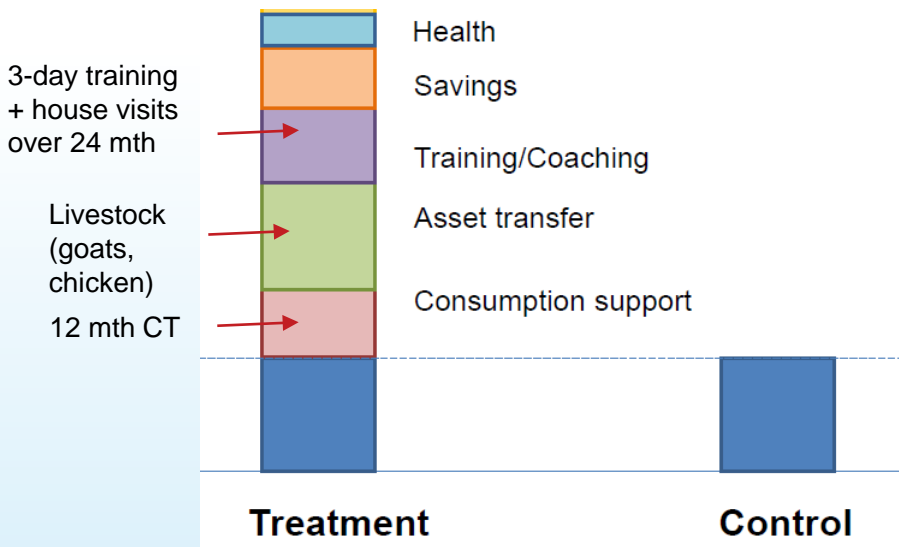 Health
3-day training
+ house visits
over 24 mth
Savings
Training/Coaching
Livestock
(goats,
chicken)
Asset transfer
12 mth CT
Consumption support
Treatment
Control